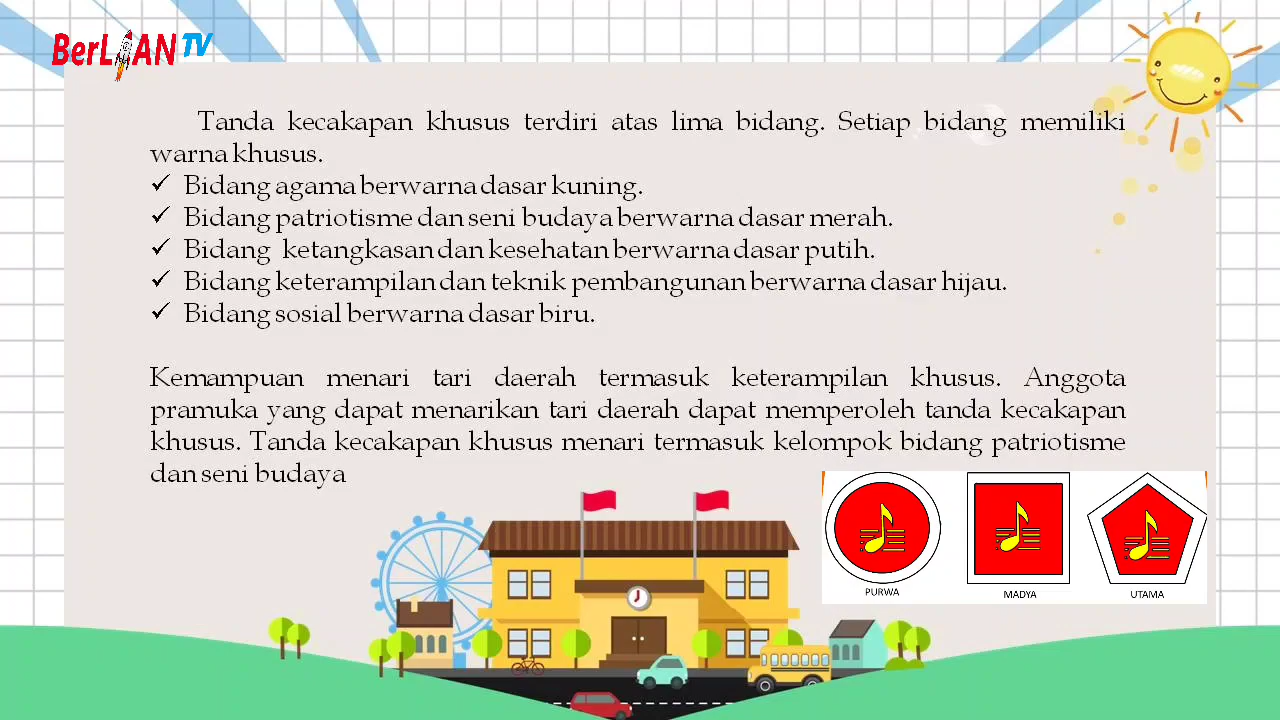 BerLIAN TV
Tanda kecakapan khusus terdiri atas lima bidang. Setiap bidang memiliki
warna khusus.
✓ Bidang agama berwarna dasar kuning.
✓ Bidang patriotisme dan seni budaya berwarna dasar merah.
✓ Bidang ketangkasan dan kesehatan berwarna dasar putih.
✓ Bidang keterampilan dan teknik pembangunan berwarna dasar hijau.
✓ Bidang sosial berwarna dasar biru.
Kemampuan menari tari daerah termasuk keterampilan khusus. Anggota
pramuka yang dapat menarikan tari daerah dapat memperoleh tanda kecakapan
khusus. Tanda kecakapan khusus menari termasuk kelompok bidang patriotisme
dan seni budaya
PURWA
MADYA
UTAMA